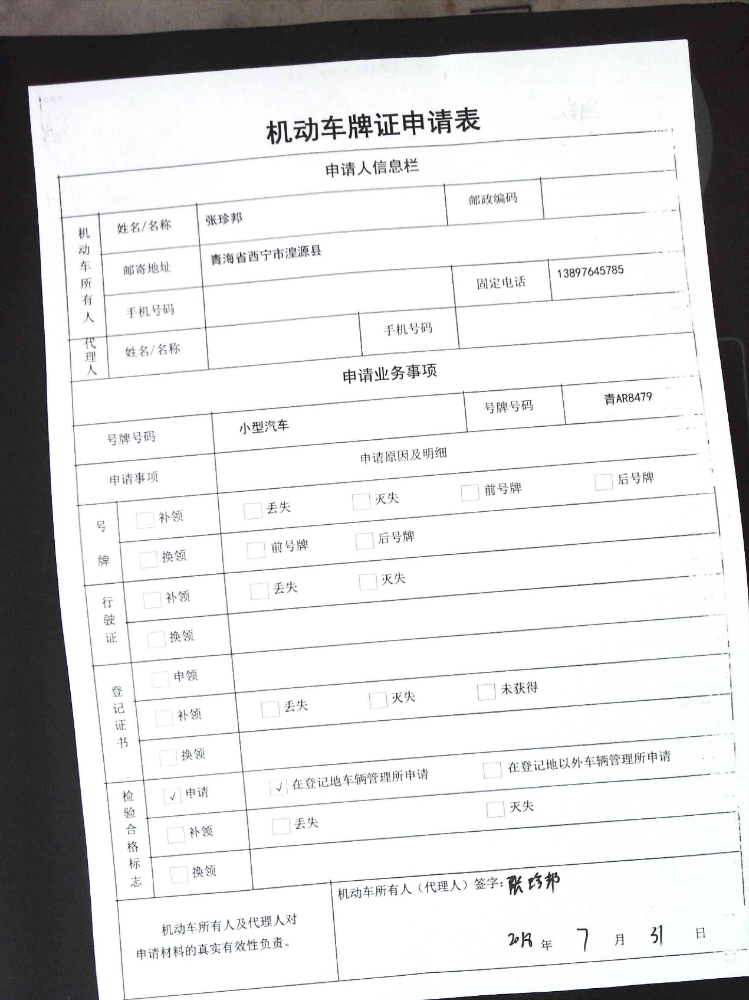 机动车牌证申请表
申请人信息栏
机动车所有人
姓名/名称 张珍邦 邮政编码
邮寄地址 青海省西宁市湟源县
手机号码 固定电话 13897645785
代理人 姓名/名称 手机号码
申请业务事项
号牌号码 小型汽车 号牌号码 青AR8479
申请事项 申请原因及明细
号牌
补领 丢失 灭失 前号牌 后号牌
换领 前号牌 后号牌
行驶证
补领 丢失 灭失
换领
登记证书
申领
补领 丢失 灭失 未获得
换领
检验合格标志
√ 申请 √ 在登记地车辆管理所申请 在登记地以外车辆管理所申请
补领 丢失 灭失
换领
机动车所有人及代理人对
申请材料的真实有效性负责。
机动车所有人（代理人）签字：张珍邦
2018 年 7 月 31 日